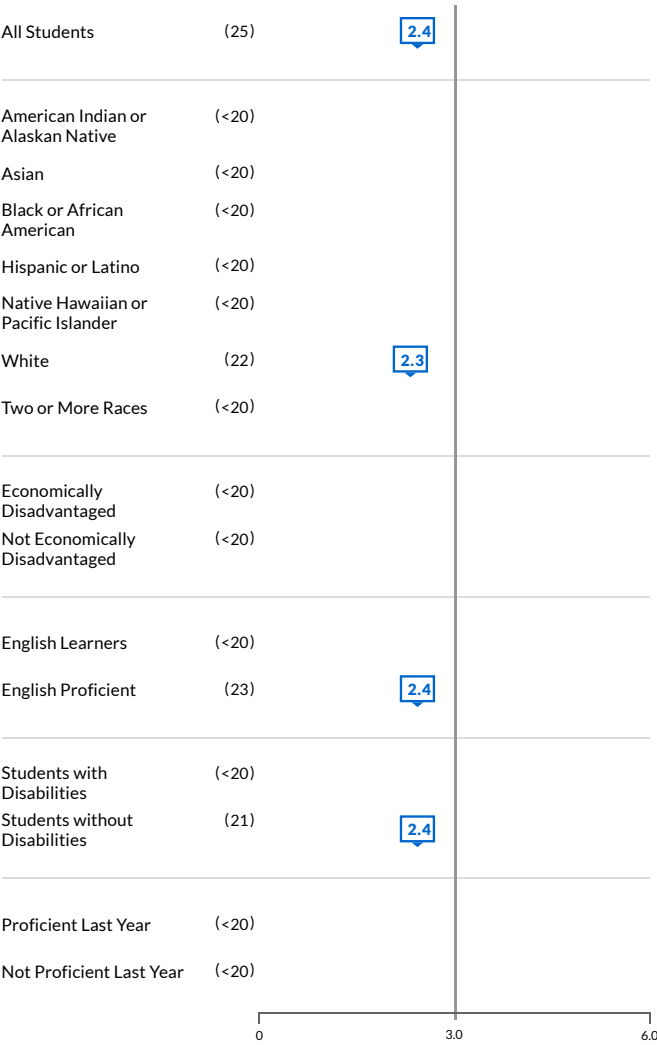 All Students (25) 2.4
American Indian or (<20)
Alaskan Native
Asian (<20)
Black or African (<20)
American
Hispanic or Latino (<20)
Native Hawaiian or (<20)
Pacific Islander
White (22) 2.3
Two or More Races (<20)
Economically (<20)
Disadvantaged
Not Economically (<20)
Disadvantaged
English Learners (<20)
English Proficient (23) 2.4
Students with (<20)
Disabilities
Students without (21) 2.4
Disabilities
Proficient Last Year (<20)
Not Proficient Last Year (<20)
0 3.0 6.0